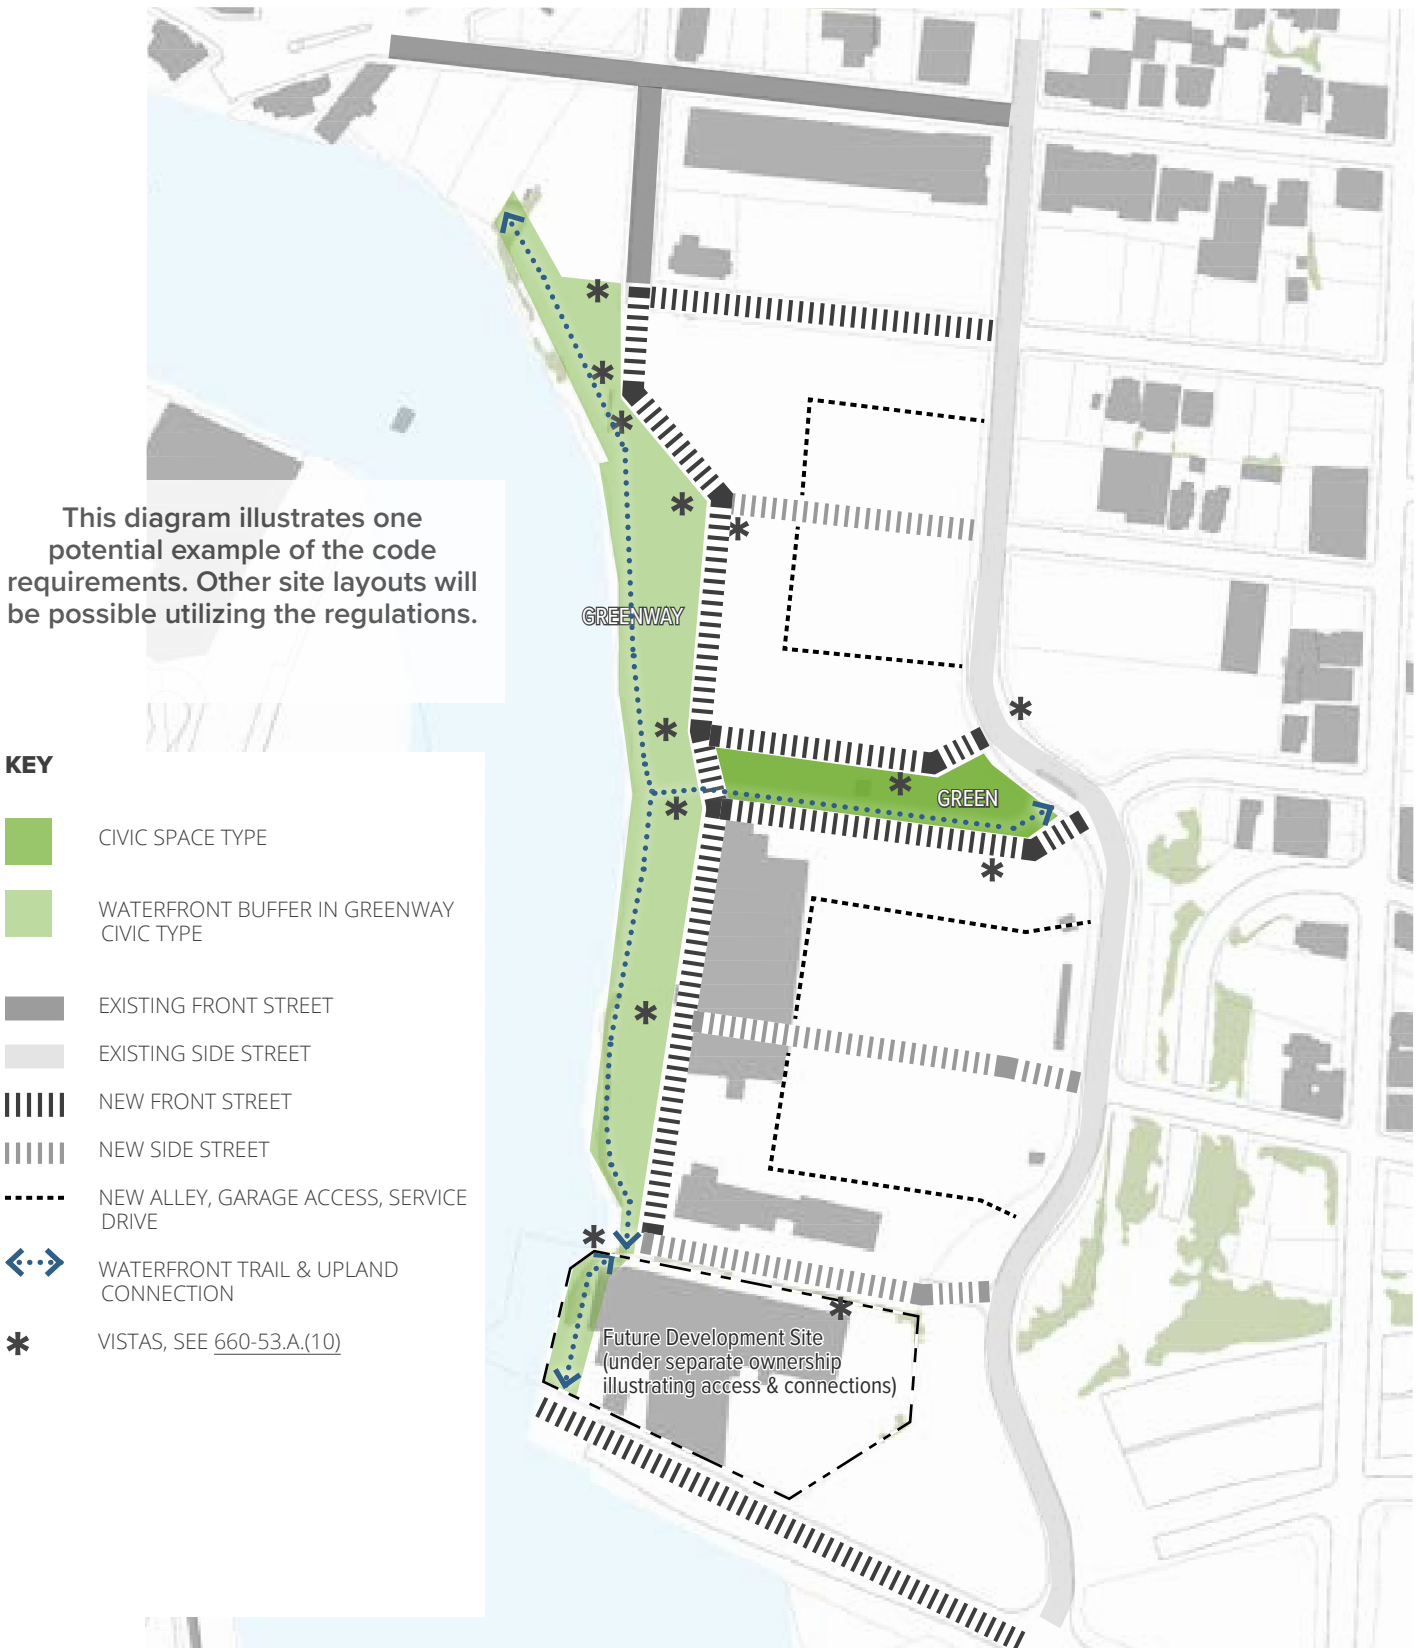 This diagram illustrates one
potential example of the code
requirements. Other site layouts will
be possible utilizing the regulations.
GREENWAY
GREEN
KEY
CIVIC SPACE TYPE
WATERFRONT BUFFER IN GREENWAY
CIVIC TYPE
EXISTING FRONT STREET
EXISTING SIDE STREET
NEW FRONT STREET
NEW SIDE STREET
NEW ALLEY, GARAGE ACCESS, SERVICE
DRIVE
WATERFRONT TRAIL & UPLAND
CONNECTION
VISTAS, SEE 660-53.A.(10)
Future Development Site
(under separate ownership
illustrating access & connections)